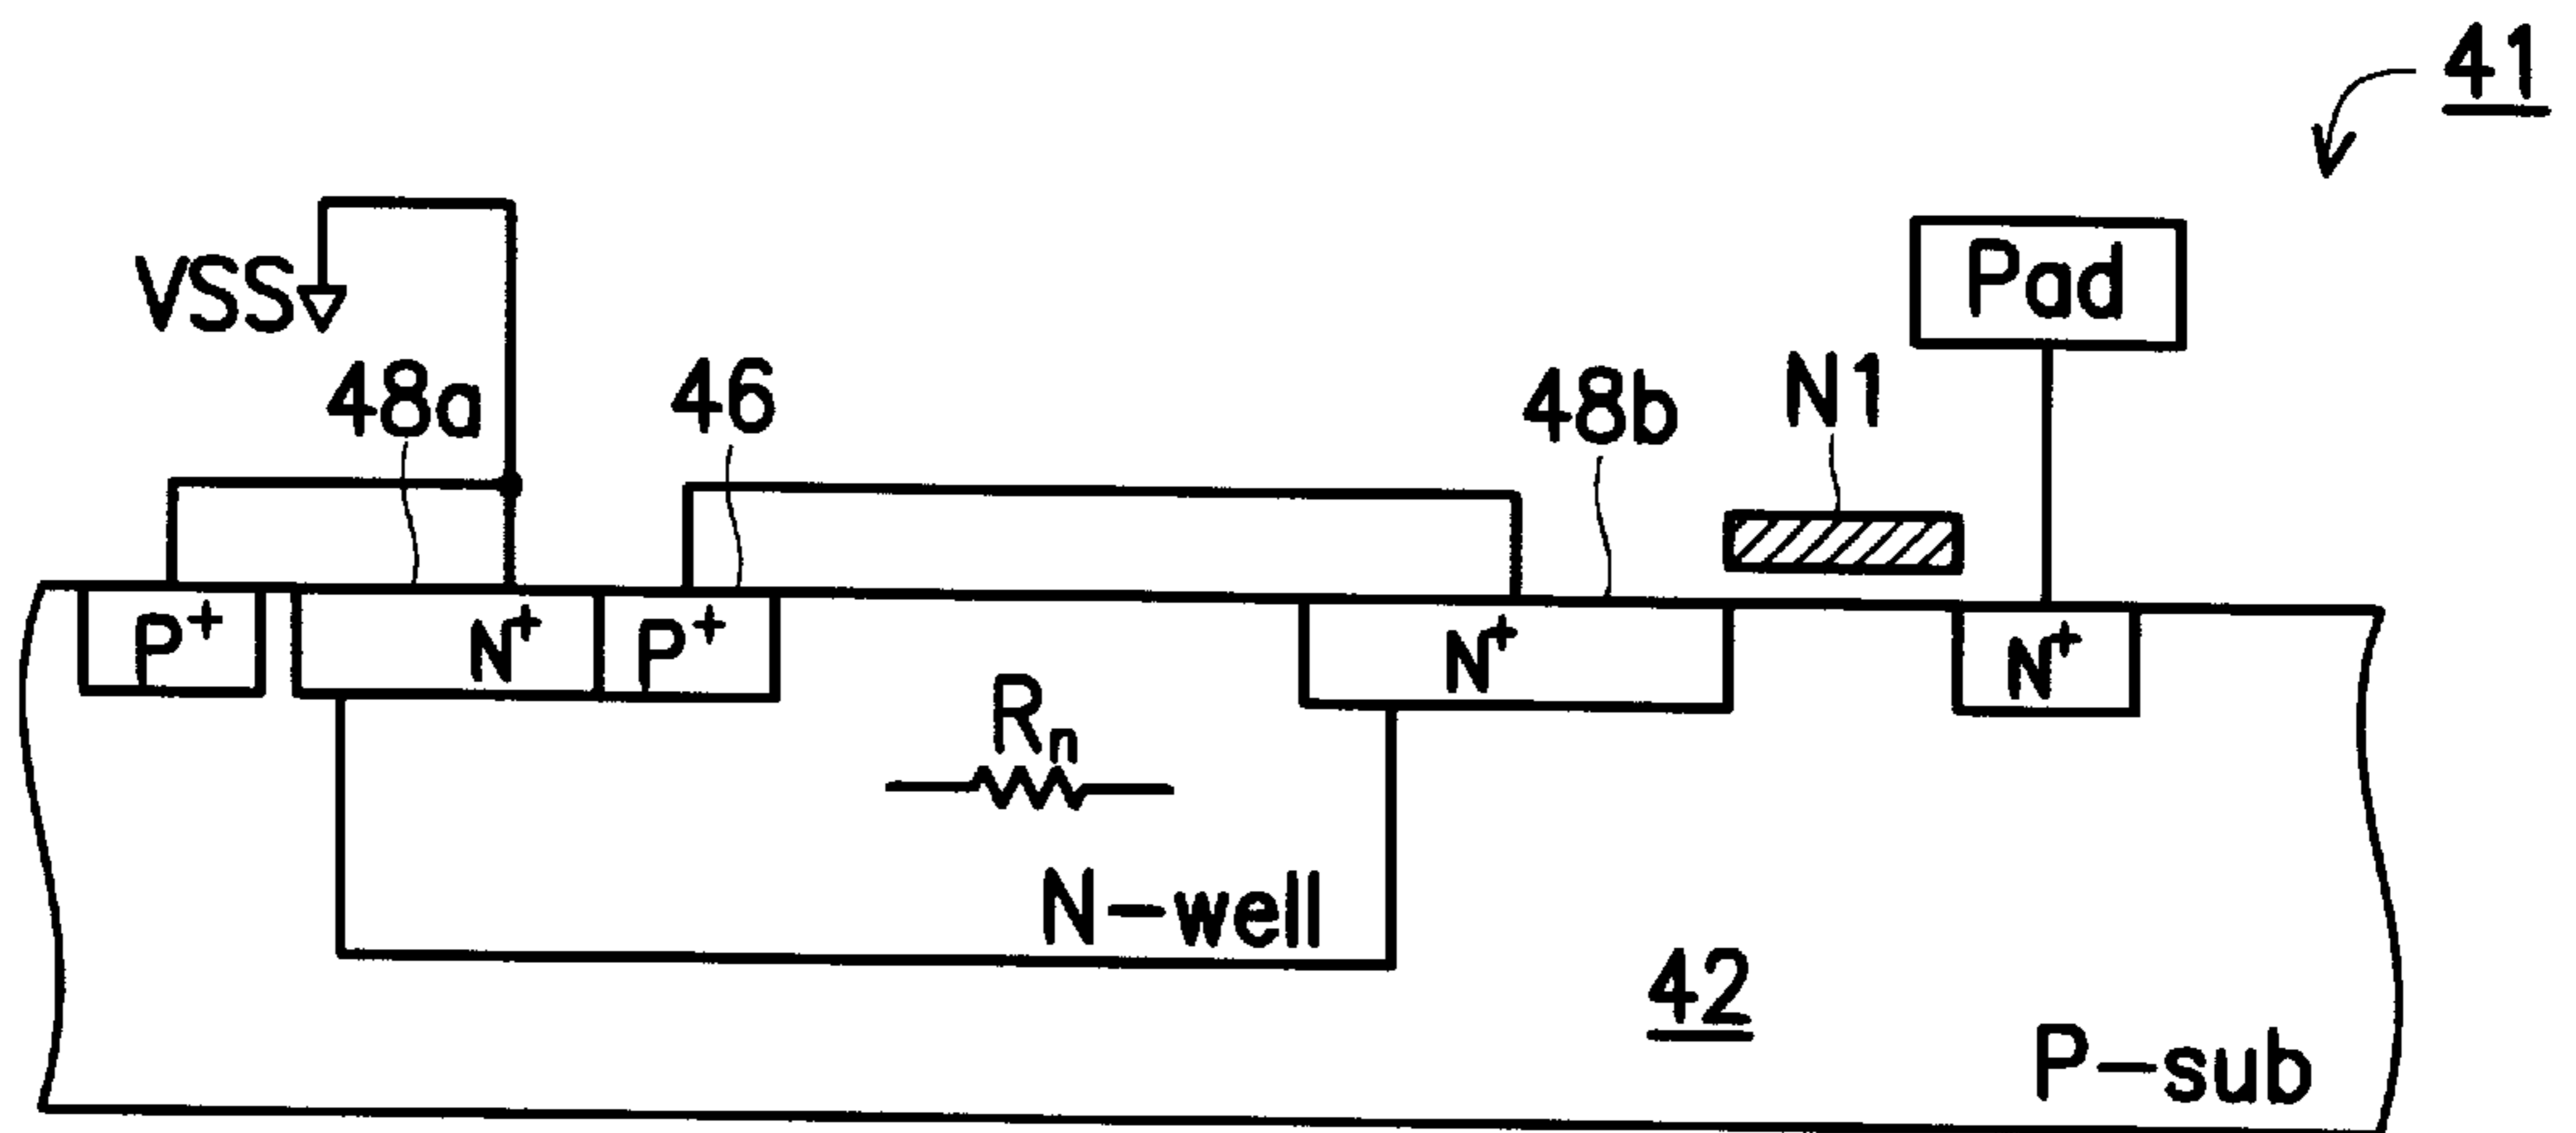 41
VSS
Pad
48a
46
48b
N1
P+
N+
P+
N+
N+
Rn
N-well
42
P-sub